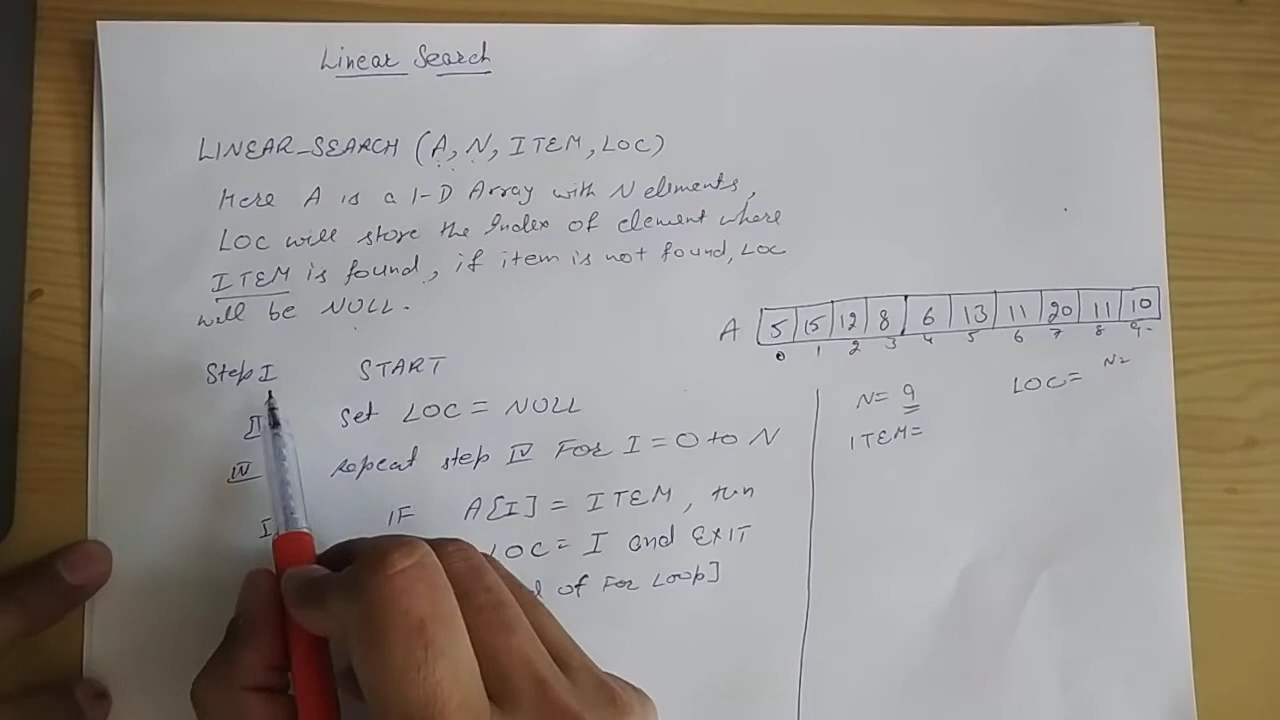 Linear Search
LINEAR_SEARCH (A, N, ITEM, LOC)
Here A is a 1-D Array with N elements,
LOC will store the Index of element where
ITEM is found, if item is not found, LOC
will be NULL.
Step I START
II Set LOC = NULL
repeat step IV For I = 0 to N
IF A[I] = ITEM, then
LOC = I and EXIT
of For Loop]
A 5 15 12 8 6 13 11 20 11 10
0 1 2 3 4 5 6 7 8 9
N = 9
ITEM =
LOC =
N=